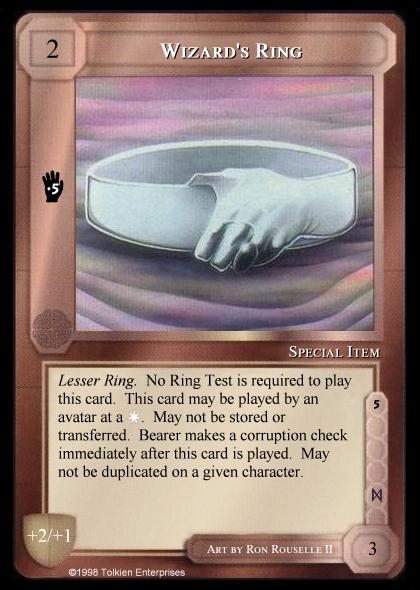 2
WIZARD'S RING
5
SPECIAL ITEM
Lesser Ring. No Ring Test is required to play
this card. This card may be played by an
avatar at a ☼. May not be stored or
transferred. Bearer makes a corruption check
immediately after this card is played. May
not be duplicated on a given character.
5
+2/+1
ART BY RON ROUSELLE II
3
©1998 Tolkien Enterprises